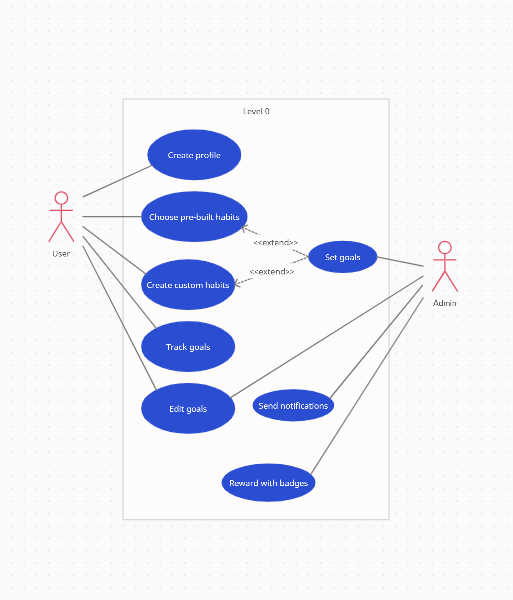 Level 0
Create profile
Choose pre-built habits
<<extend>>
Set goals
User
<<extend>>
Create custom habits
Admin
Track goals
Edit goals
Send notifications
Reward with badges